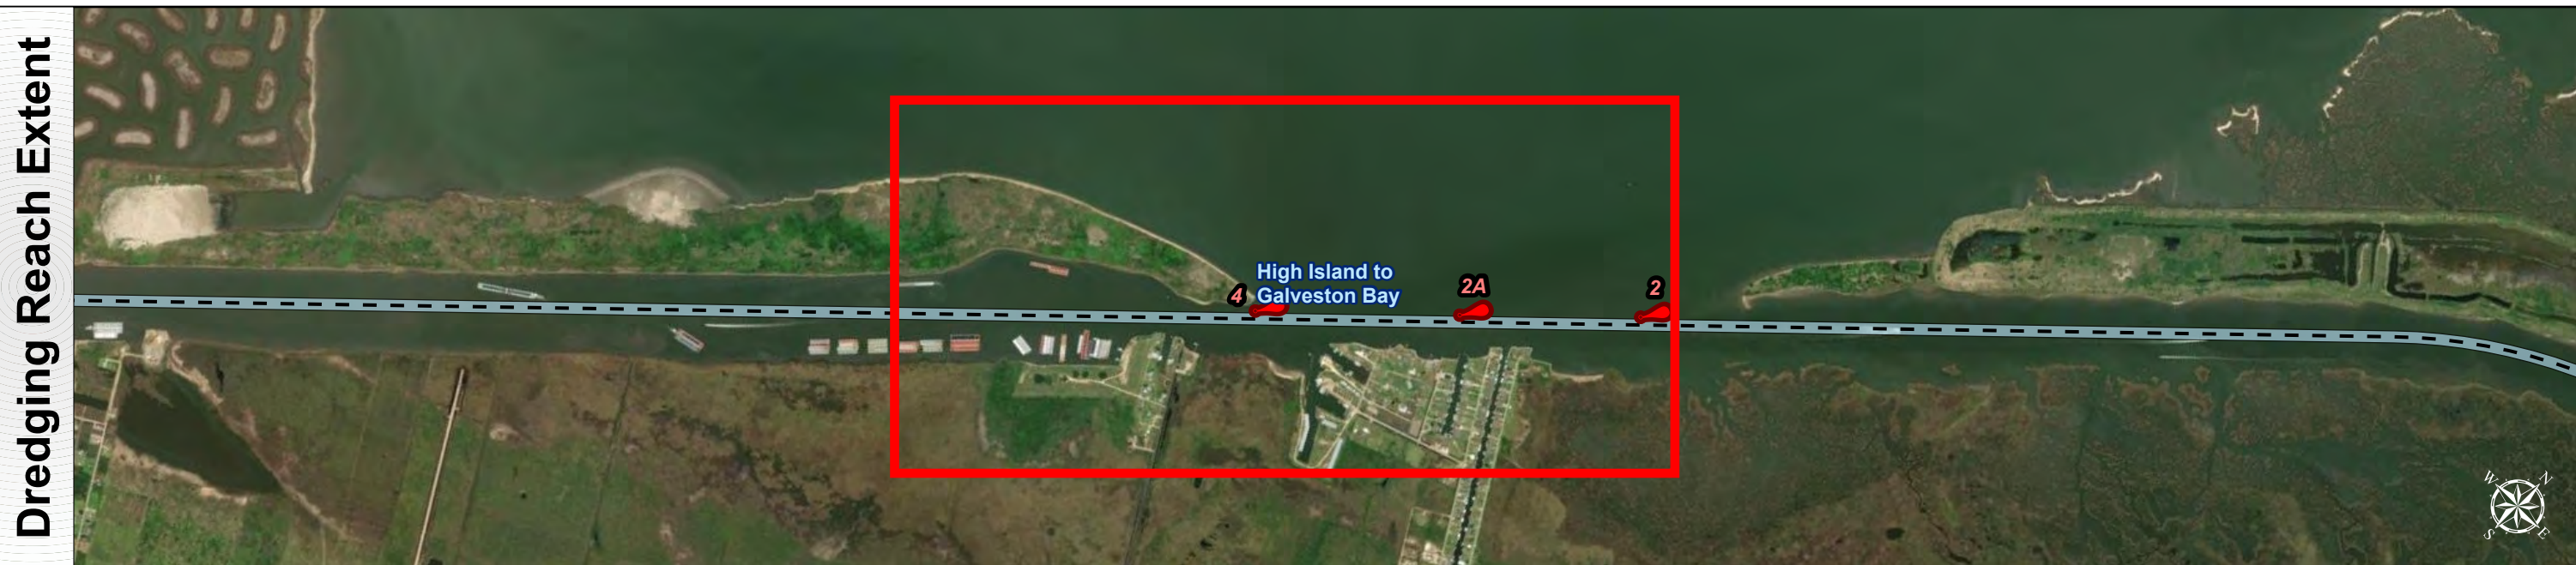 Dredging Reach Extent
High Island to
Galveston Bay
4
2A
2
W
N
S
E